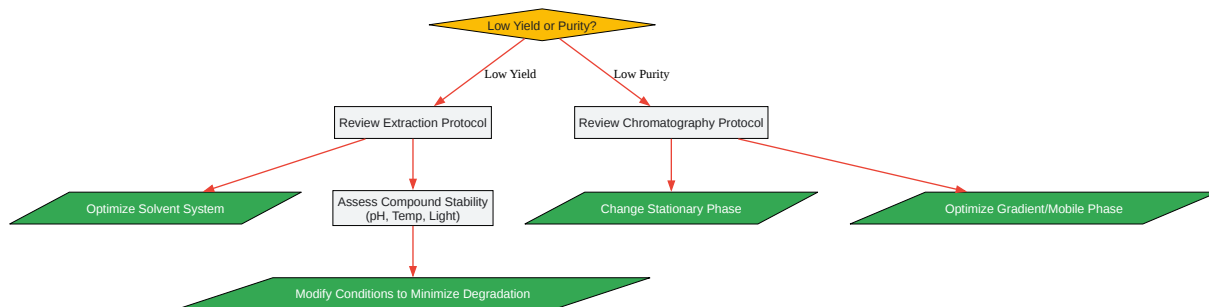 Low Yield or Purity?
Low Yield
Low Purity
Review Extraction Protocol
Review Chromatography Protocol
Optimize Solvent System
Assess Compound Stability
(pH, Temp, Light)
Change Stationary Phase
Optimize Gradient/Mobile Phase
Modify Conditions to Minimize Degradation